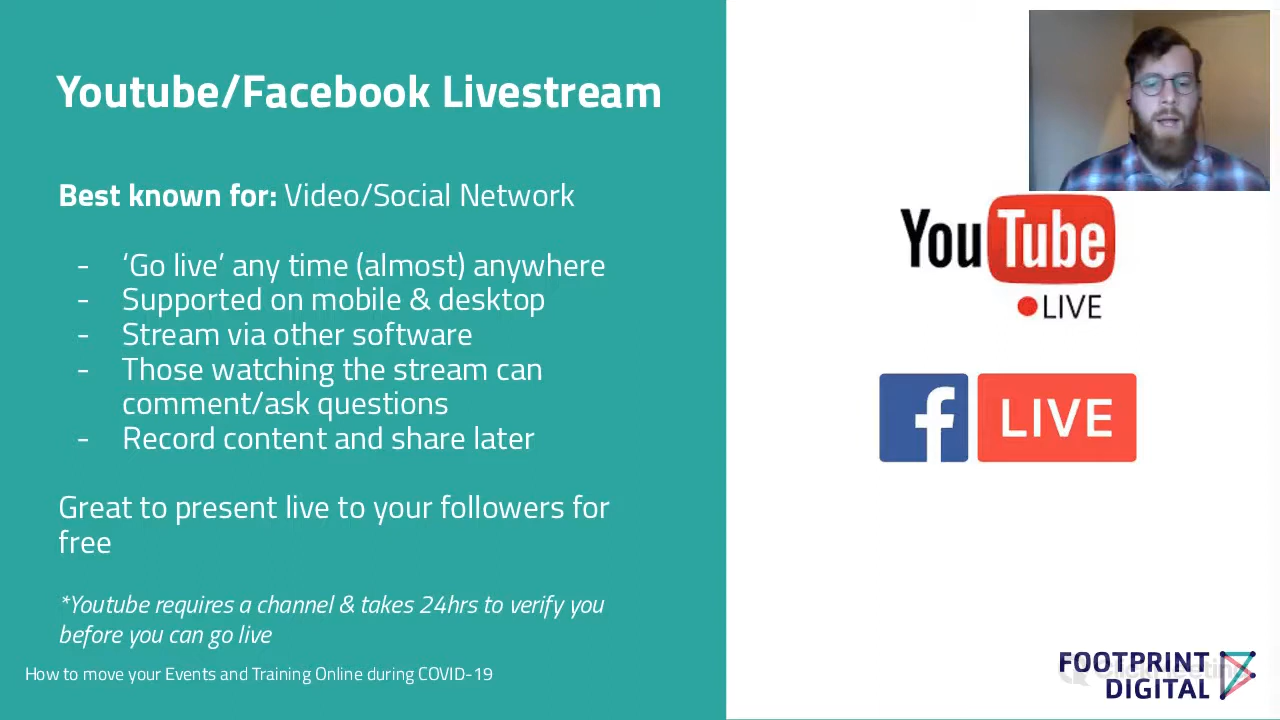 Youtube/Facebook Livestream
Best known for: Video/Social Network
- ‘Go live’ any time (almost) anywhere
- Supported on mobile & desktop
- Stream via other software
- Those watching the stream can
comment/ask questions
- Record content and share later
Great to present live to your followers for
free
*Youtube requires a channel & takes 24hrs to verify you
before you can go live
How to move your Events and Training Online during COVID-19
YouTube
LIVE
f LIVE
FOOTPRINT
DIGITAL
ClickMeeting